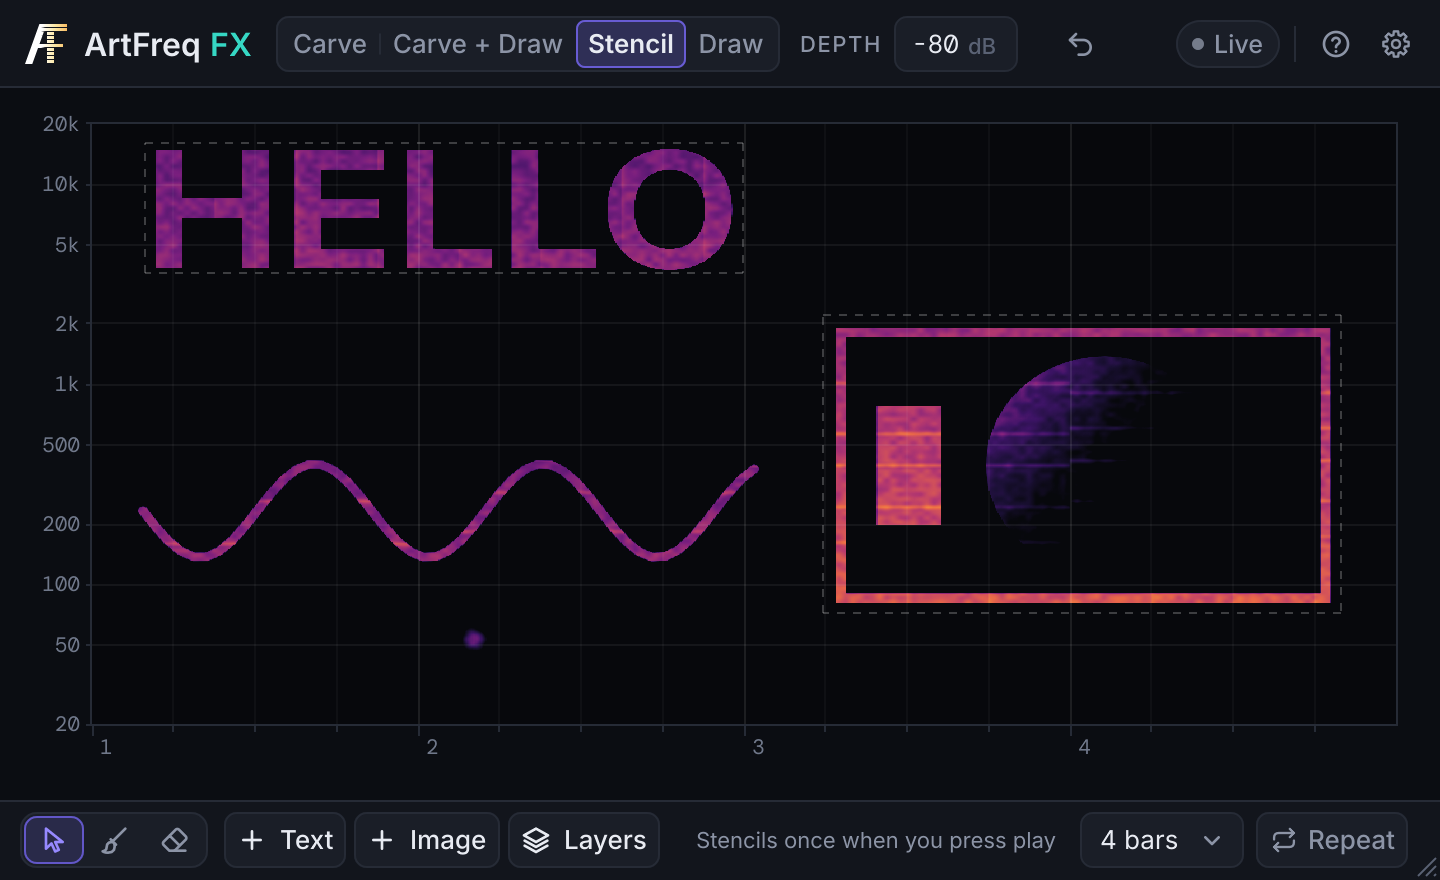 ArtFreq FX
Carve
Carve + Draw
Stencil
Draw
DEPTH
-80 dB
Live
20k
10k
5k
2k
1k
500
200
100
50
20
HELLO
1
2
3
4
Text
Image
Layers
Stencils once when you press play
4 bars
Repeat